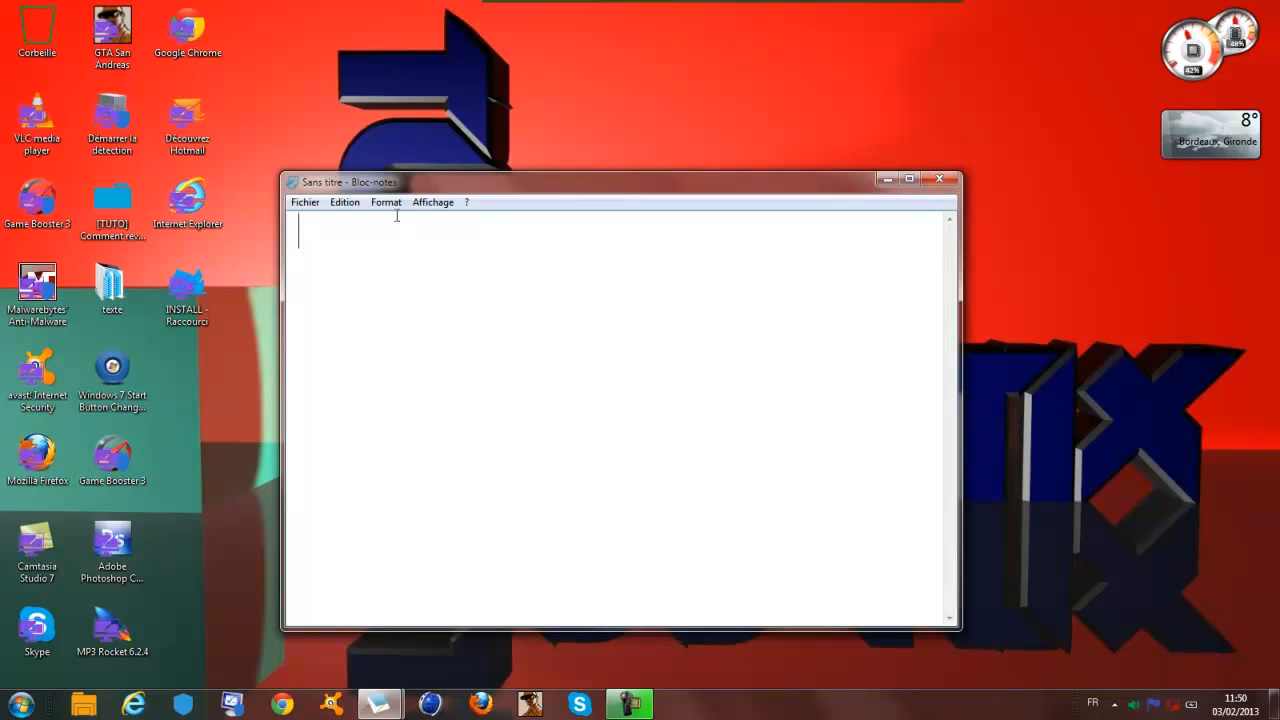 Corbeille
GTA San
Andreas
Google Chrome
VLC media
player
Démarrer la
détection
Découvrez
Hotmail
Game Booster 3
[TUTO]
Comment rev...
Internet Explorer
Malwarebytes'
Anti-Malware
texte
INSTALL -
Raccourci
avast! Internet
Security
Windows 7 Start
Button Chang...
Mozilla Firefox
Game Booster 3
Camtasia
Studio 7
Adobe
Photoshop C...
Skype
MP3 Rocket 6.2.4
Sans titre - Bloc-notes
Fichier Edition Format Affichage ?
48%
42%
8°
Bordeaux, Gironde
FR
11:50
03/02/2013